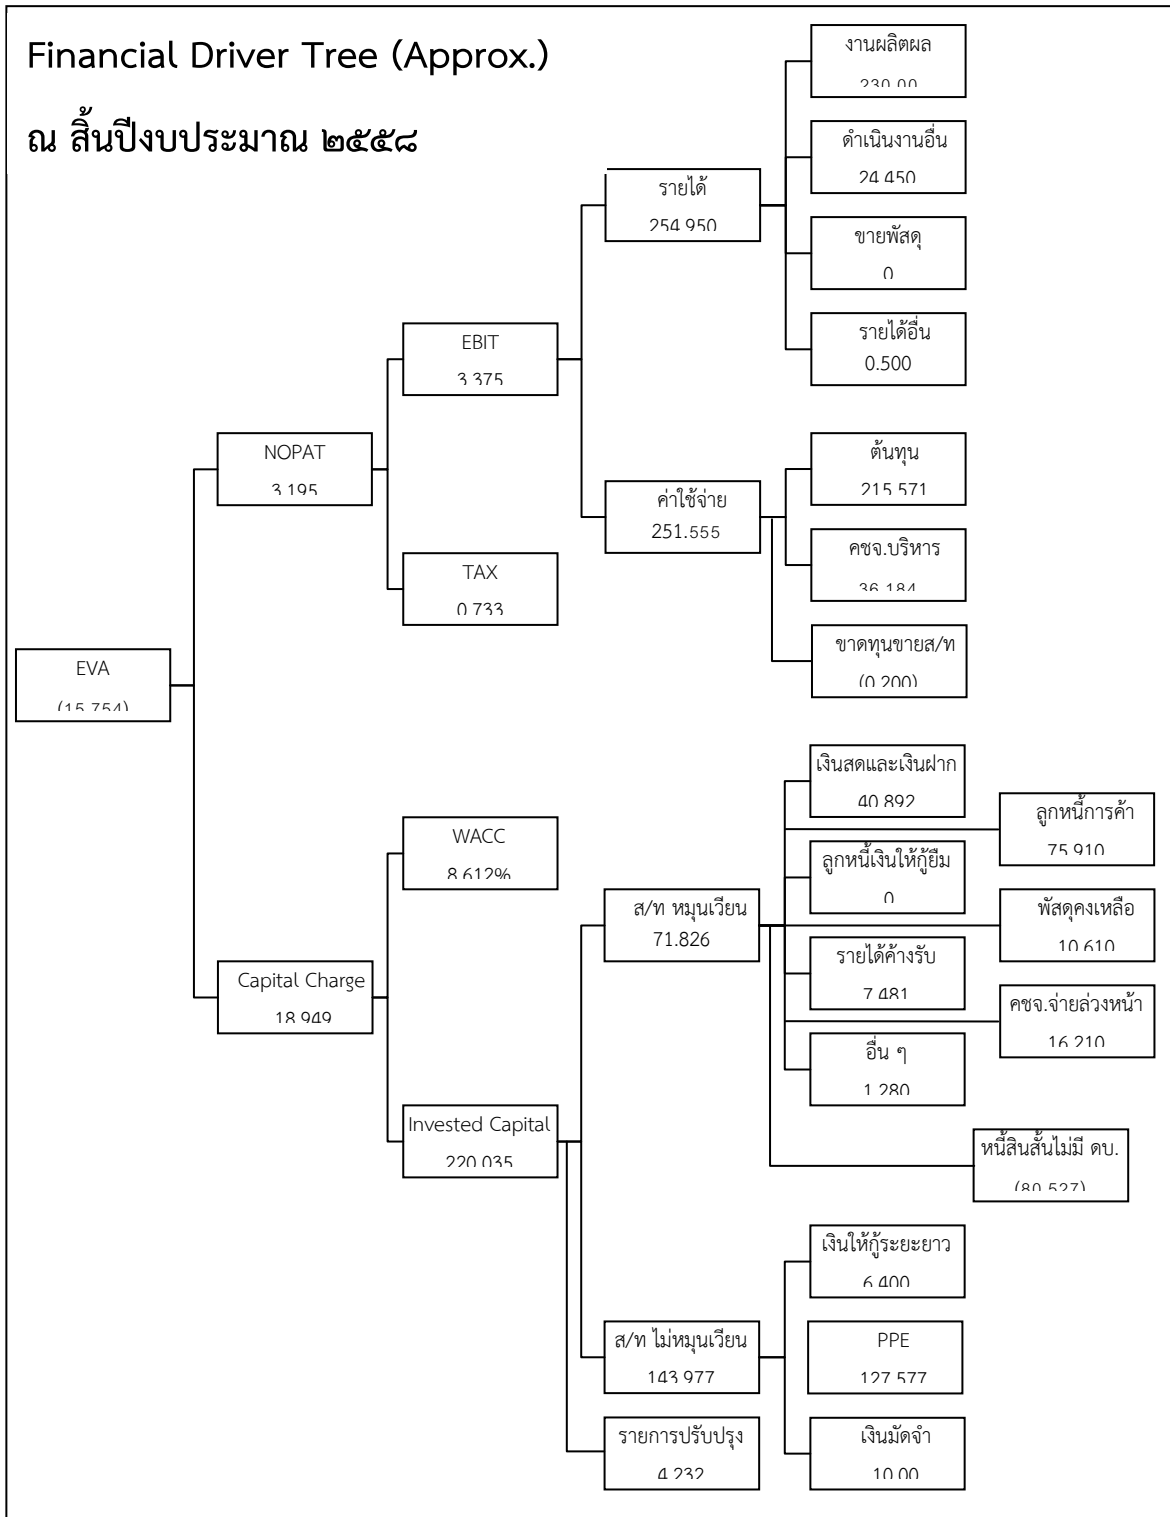 Financial Driver Tree (Approx.)
ณ สิ้นปีงบประมาณ ๒๕๕๘
งานผลิตผล
230.00
ดำเนินงานอื่น
24.450
รายได้
254.950
ขายพัสดุ
0
รายได้อื่น
0.500
EBIT
3.375
NOPAT
3.195
ต้นทุน
215.571
ค่าใช้จ่าย
251.555
คชจ.บริหาร
36.184
TAX
0.733
ขาดทุนขายส/ท
(0.200)
EVA
(15.754)
เงินสดและเงินฝาก
40.892
ลูกหนี้การค้า
75.910
WACC
8.612%
ลูกหนี้เงินให้กู้ยืม
0
ส/ท หมุนเวียน
71.826
พัสดุคงเหลือ
10.610
รายได้ค้างรับ
7.481
Capital Charge
18.949
คชจ.จ่ายล่วงหน้า
16.210
อื่น ๆ
1.280
Invested Capital
220.035
หนี้สินสั้นไม่มี ดบ.
(80.527)
เงินให้กู้ระยะยาว
6.400
ส/ท ไม่หมุนเวียน
143.977
PPE
127.577
รายการปรับปรุง
4.232
เงินมัดจำ
10.00